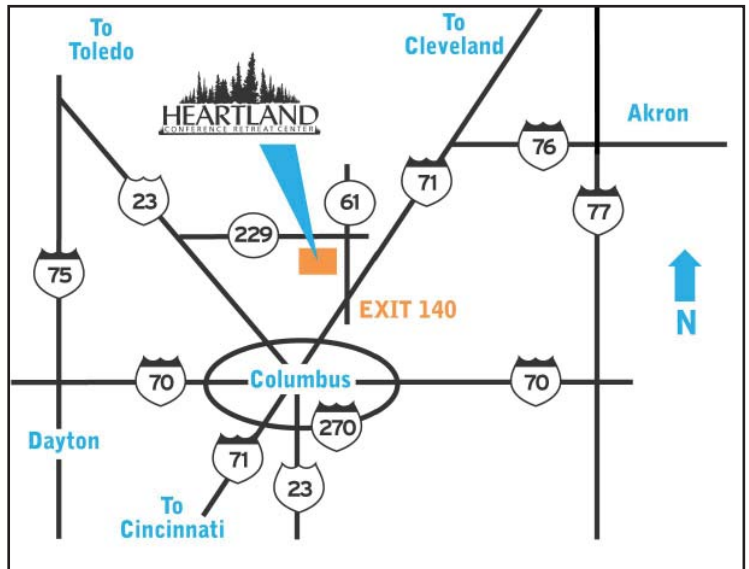 To
Toledo
To
Cleveland
HEARTLAND
CONFERENCE RETREAT CENTER
76
Akron
71
23
61
77
229
75
EXIT 140
N
70
Columbus
70
270
Dayton
71
23
To
Cincinnati